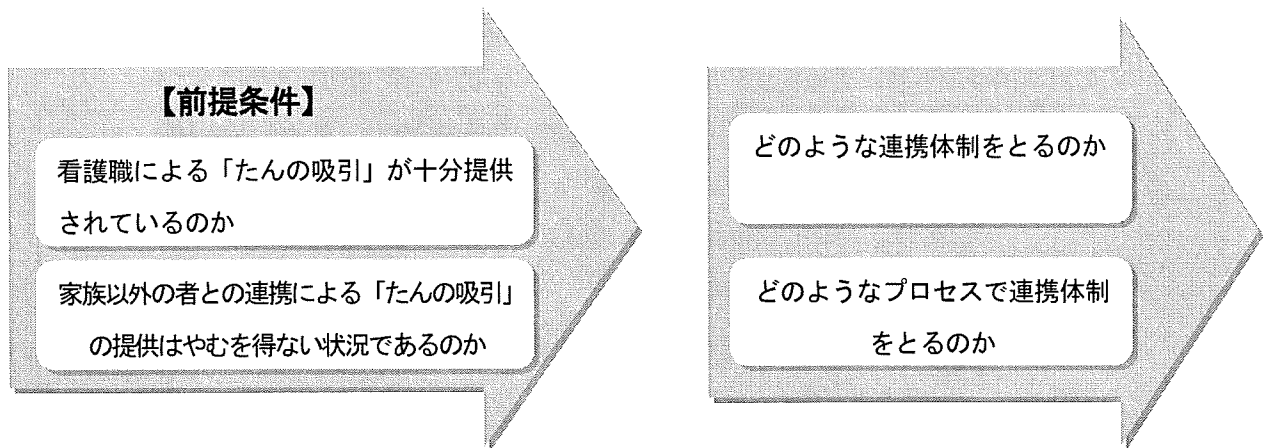 【前提条件】
看護職による「たんの吸引」が十分提供
されているのか
家族以外の者との連携による「たんの吸引」
の提供はやむを得ない状況であるのか
どのような連携体制をとるのか
どのようなプロセスで連携体制
をとるのか